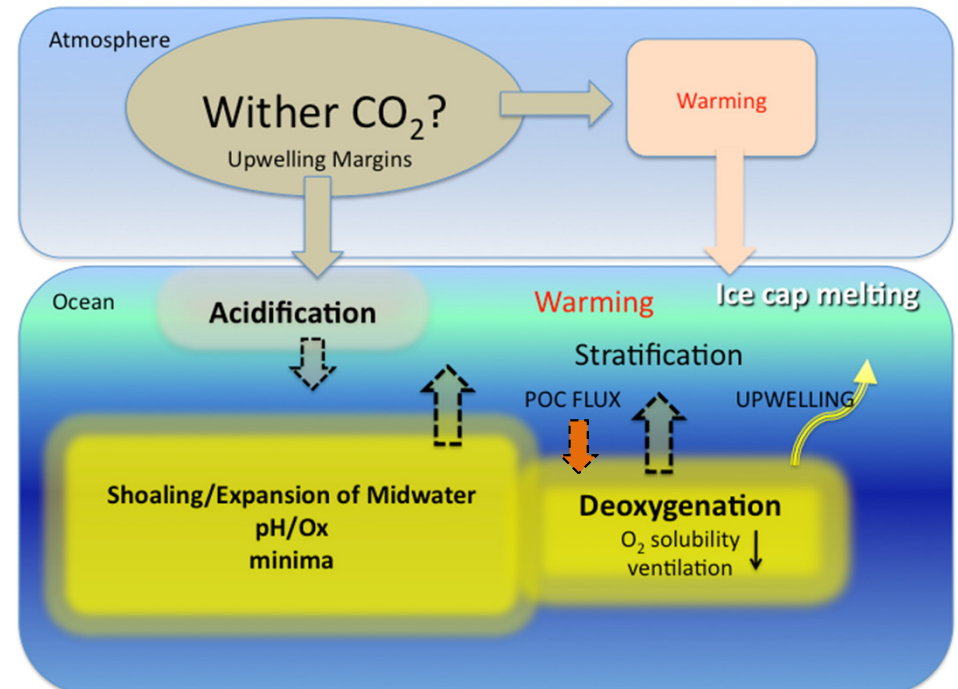 Atmosphere
Wither CO₂?
Upwelling Margins
Warming
Ocean
Acidification
Warming
Ice cap melting
Stratification
POC FLUX
UPWELLING
Shoaling/Expansion of Midwater
pH/Ox
minima
Deoxygenation
O₂ solubility
ventilation